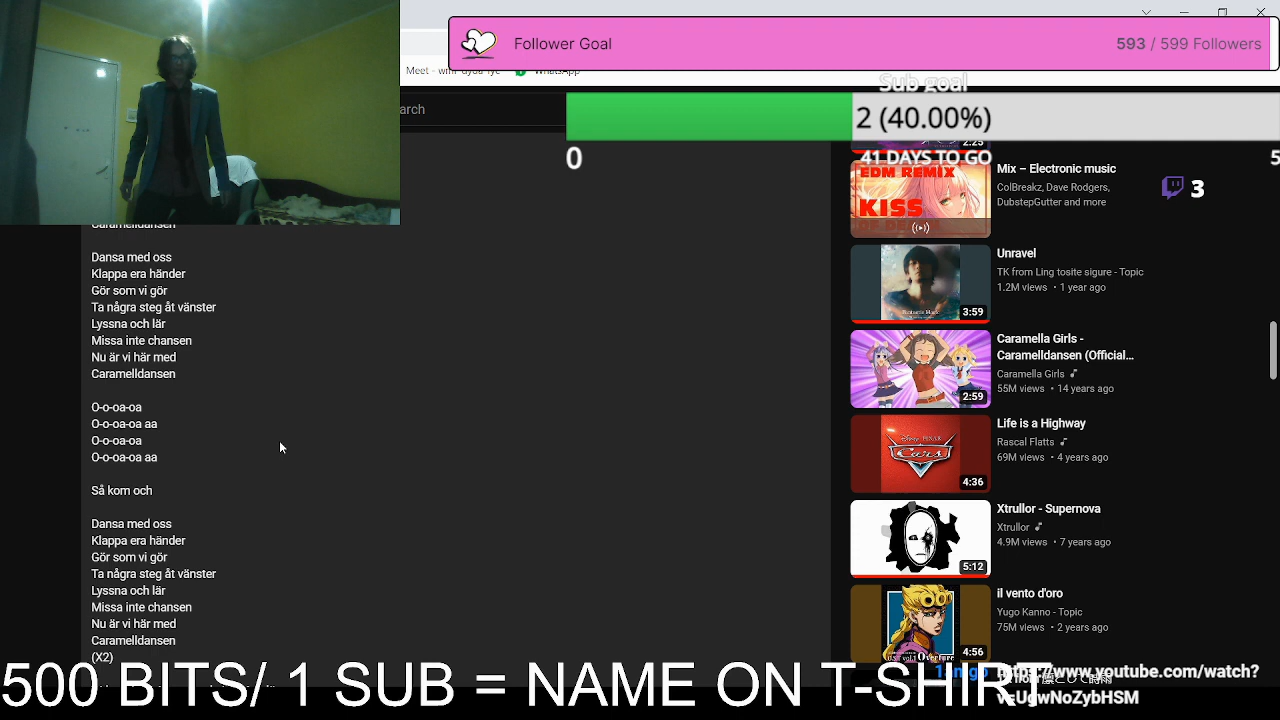 Follower Goal
593 / 599 Followers
Meet - wmf-dyou-fyc
WhatsApp
arch
Sub goal
2 (40.00%)
0
41 DAYS TO GO
5
2:25
EDM REMIX
KISS
Mix – Electronic music
ColBreakz, Dave Rodgers,
DubstepGutter and more
3
Caramelldansen
Dansa med oss
Klappa era händer
Gör som vi gör
Ta några steg åt vänster
Lyssna och lär
Missa inte chansen
Nu är vi här med
Caramelldansen
O-o-oa-oa
O-o-oa-oa aa
O-o-oa-oa
O-o-oa-oa aa
Så kom och
Dansa med oss
Klappa era händer
Gör som vi gör
Ta några steg åt vänster
Lyssna och lär
Missa inte chansen
Nu är vi här med
Caramelldansen
(X2)
Unravel
TK from Ling tosite sigure - Topic
1.2M views • 1 year ago
3:59
Caramella Girls -
Caramelldansen (Official…
Caramella Girls
55M views • 14 years ago
2:59
Life is a Highway
Rascal Flatts
69M views • 4 years ago
Cars
4:36
Xtrullor - Supernova
Xtrullor
4.9M views • 7 years ago
5:12
il vento d'oro
Yugo Kanno - Topic
75M views • 2 years ago
4:56
500 BITS/ 1 SUB = NAME ON T-SHIRT
www.youtube.com/watch?
v=UgwNoZybHSM